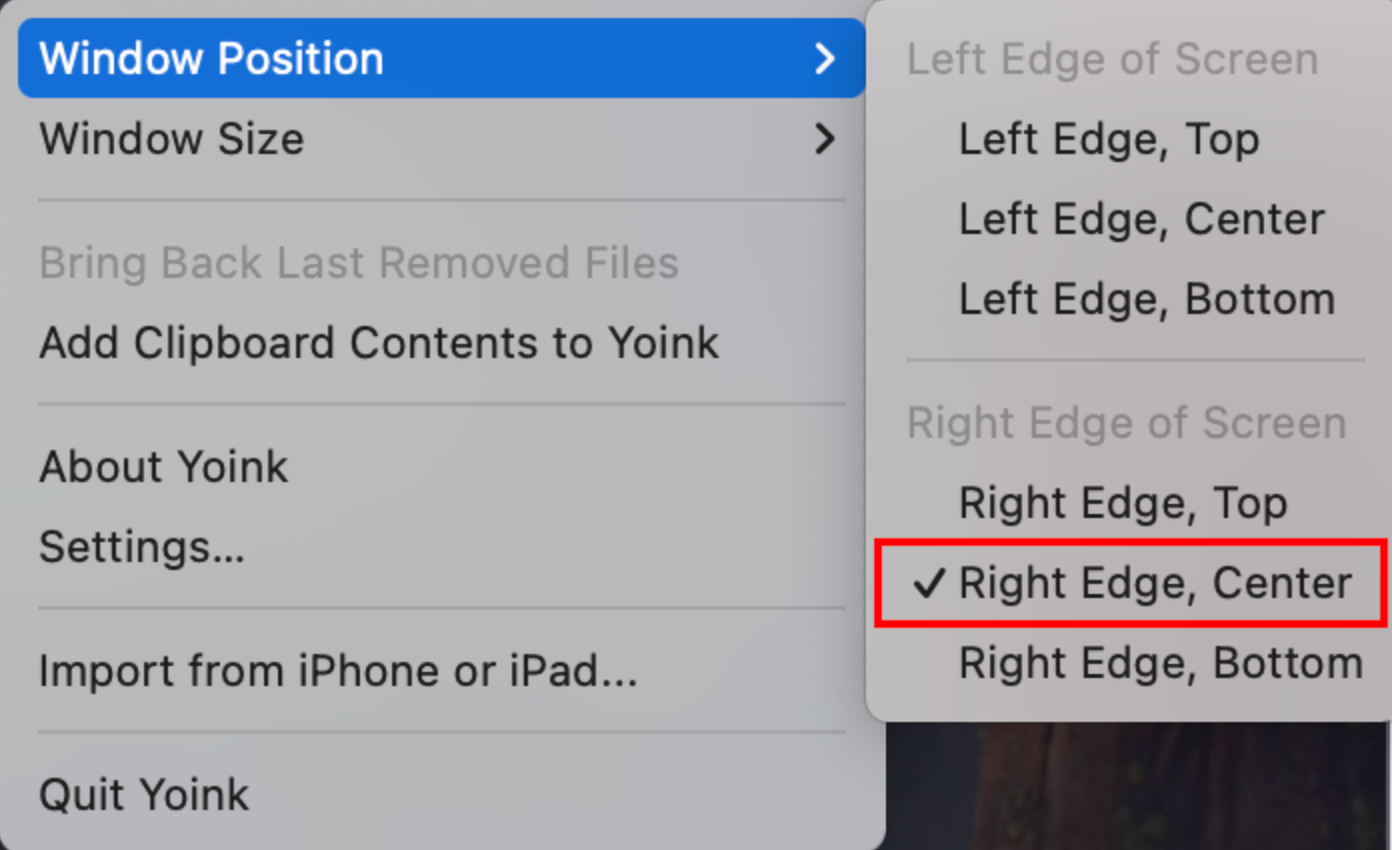 Window Position
Window Size
Bring Back Last Removed Files
Add Clipboard Contents to Yoink
About Yoink
Settings...
Import from iPhone or iPad...
Quit Yoink
Left Edge of Screen
Left Edge, Top
Left Edge, Center
Left Edge, Bottom
Right Edge of Screen
Right Edge, Top
✓ Right Edge, Center
Right Edge, Bottom